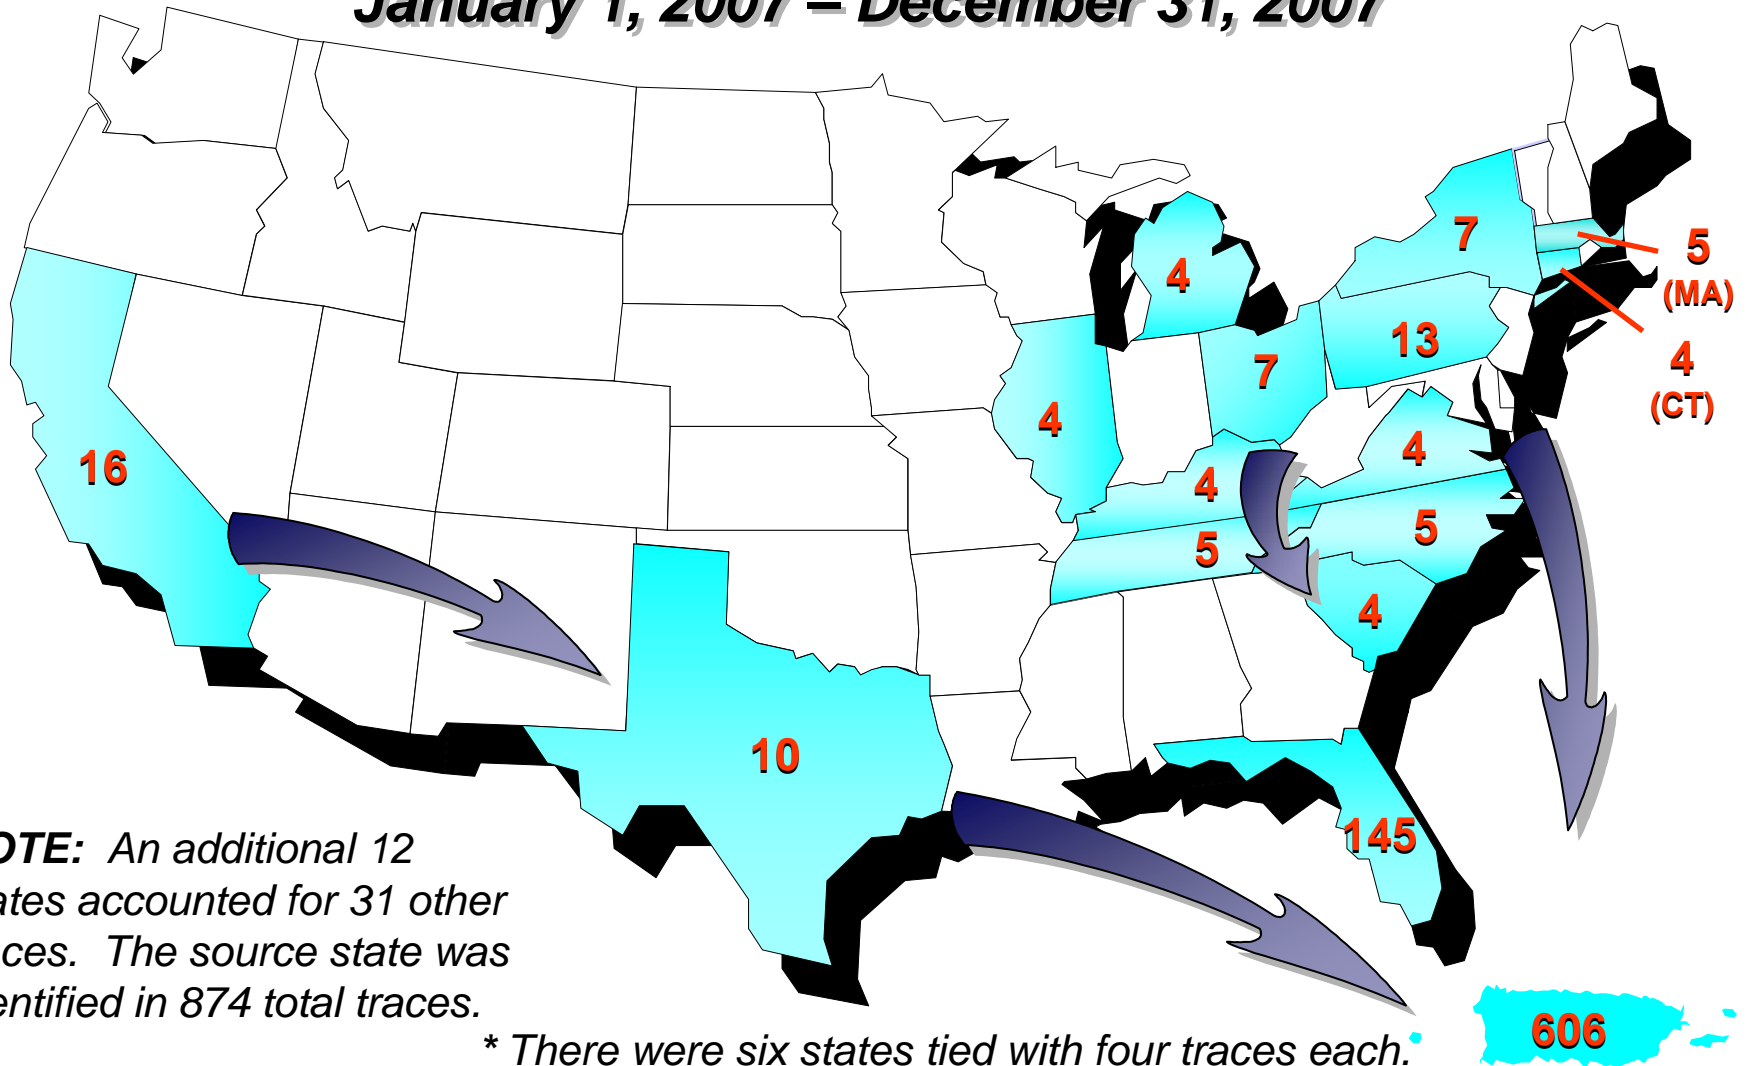 January 1, 2007 – December 31, 2007
7
5
(MA)
4
13
4
(CT)
7
4
4
16
4
5
5
4
10
145
OTE: An additional 12
ates accounted for 31 other
ces. The source state was
entified in 874 total traces.
606
* There were six states tied with four traces each.